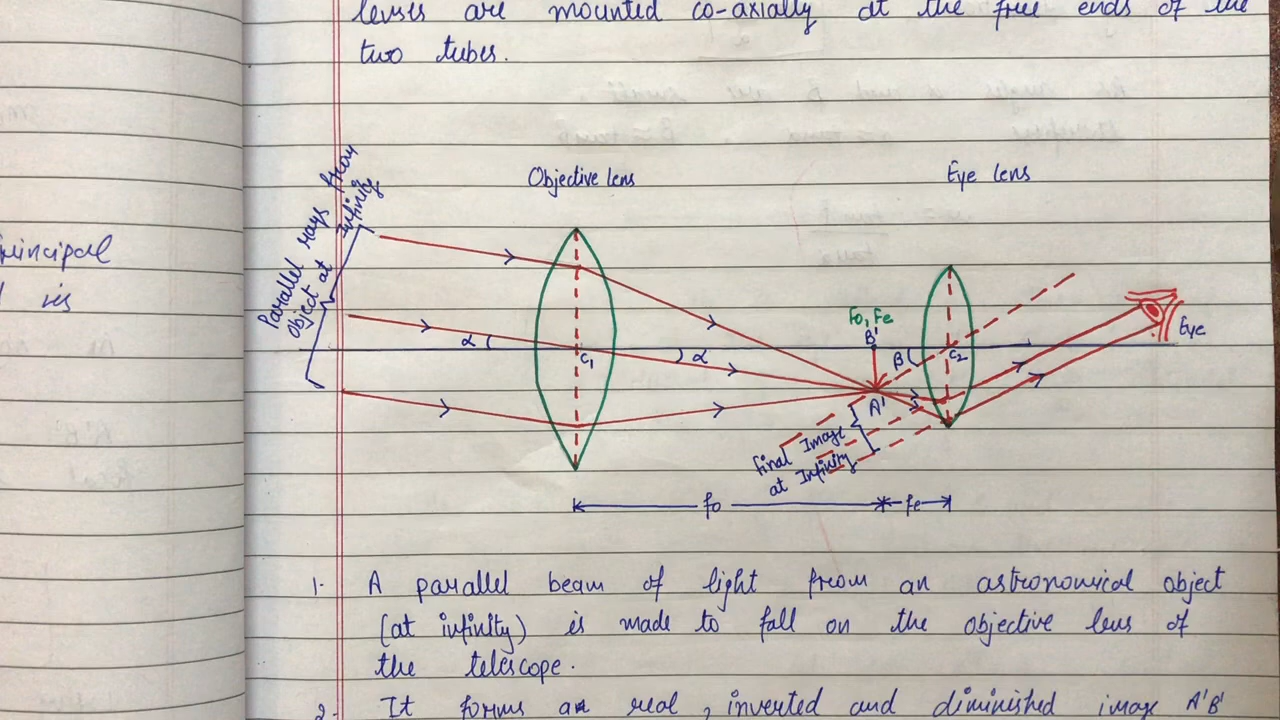 lenses are mounted co-axially at the free ends of the
two tubes.
Principal
is
Parallel rays from
object at infinity
Objective lens
Eye lens
α
C₁
α
Fo, Fe
B'
β
C₂
A'
Eye
Final Image
at Infinity
fo
fe
1. A parallel beam of light from an astronomical object
(at infinity) is made to fall on the objective lens of
the telescope.
2. It forms a real, inverted and diminished image A'B'